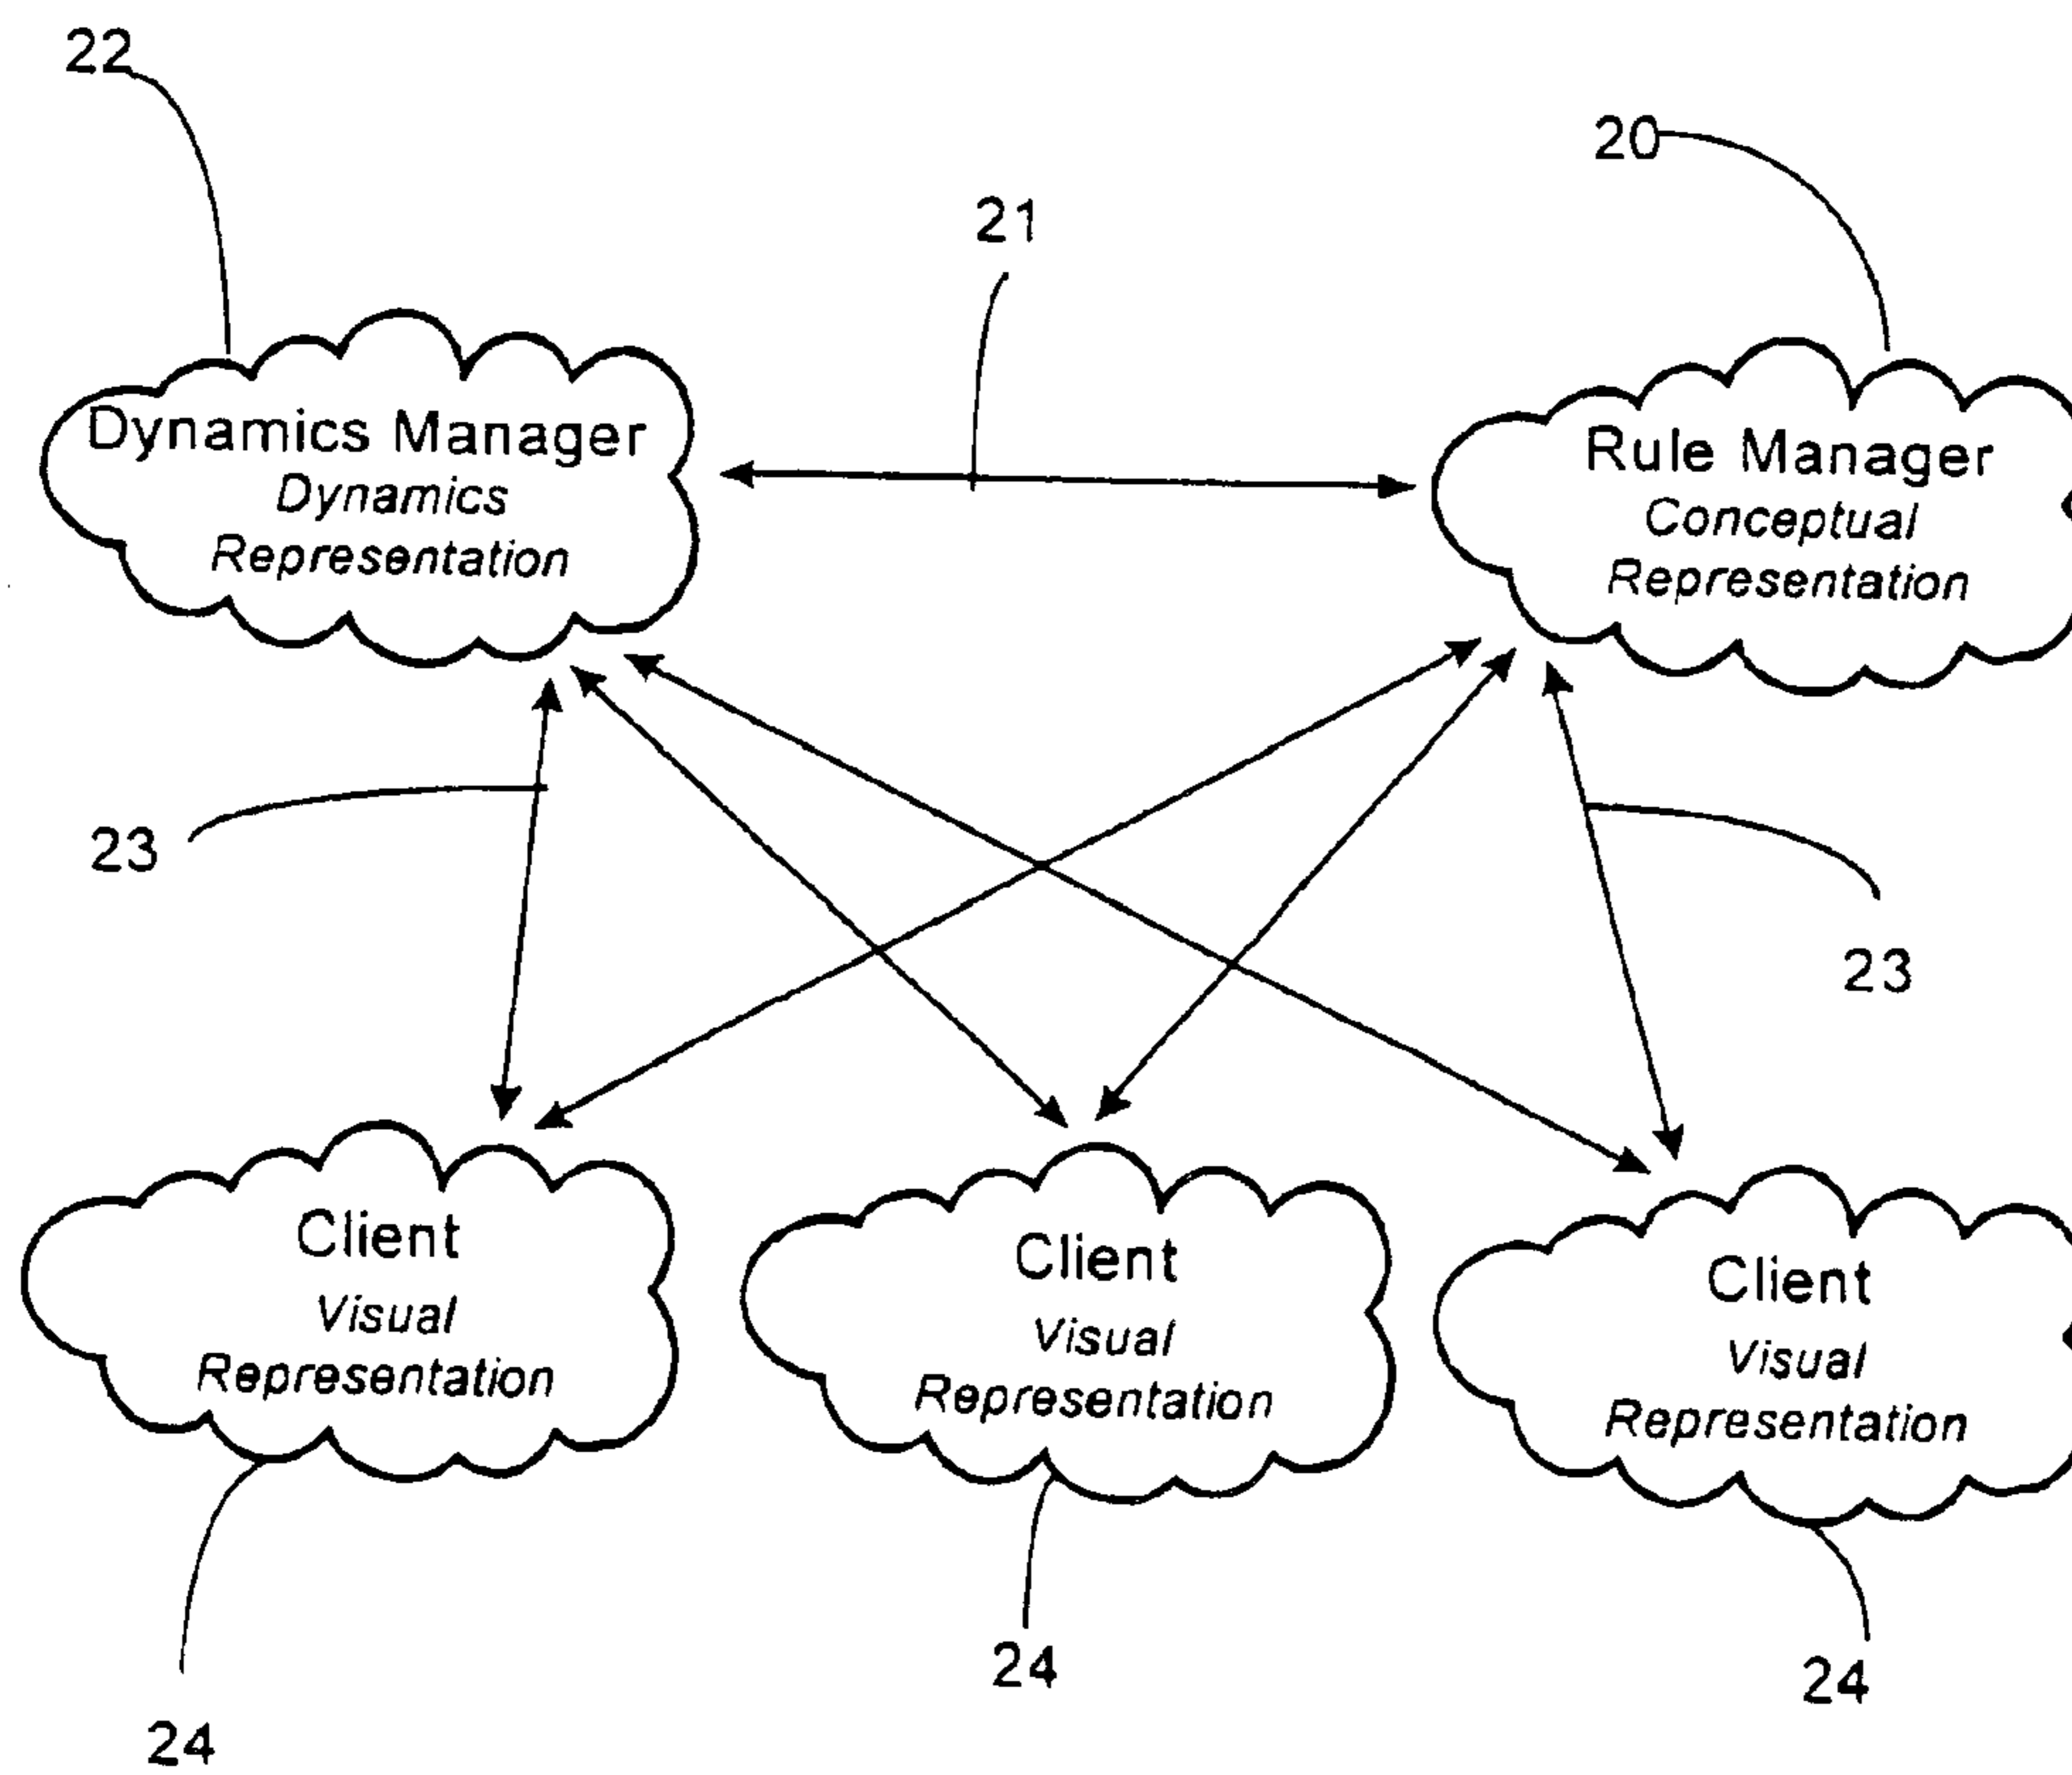 22
20
21
Dynamics Manager
Dynamics
Representation
Rule Manager
Conceptual
Representation
23
23
Client
Visual
Representation
Client
Visual
Representation
Client
Visual
Representation
24
24
24